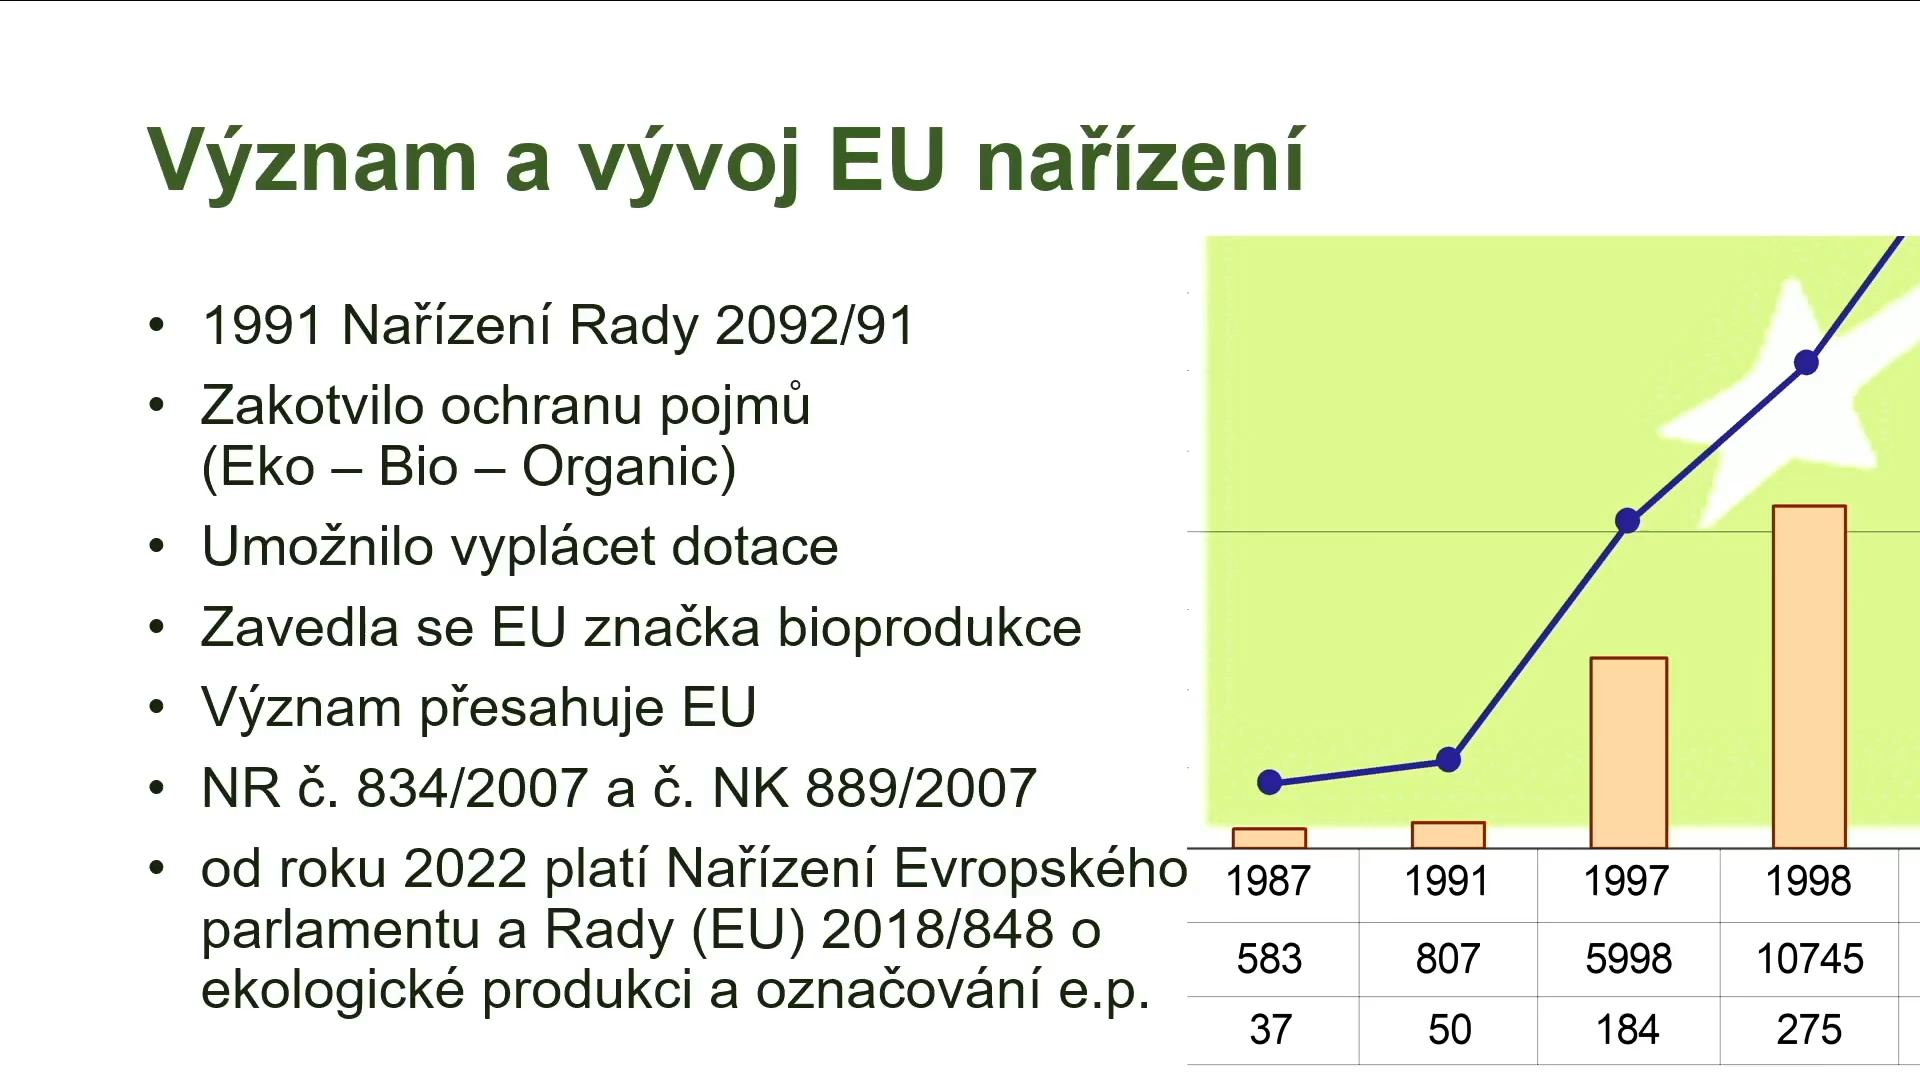 Význam a vývoj EU nařízení
• 1991 Nařízení Rady 2092/91
• Zakotvilo ochranu pojmů
(Eko – Bio – Organic)
• Umožnilo vyplácet dotace
• Zavedla se EU značka bioprodukce
• Význam přesahuje EU
• NR č. 834/2007 a č. NK 889/2007
• od roku 2022 platí Nařízení Evropského
parlamentu a Rady (EU) 2018/848 o
ekologické produkci a označování e.p.
1987 1991 1997 1998
583 807 5998 10745
37 50 184 275